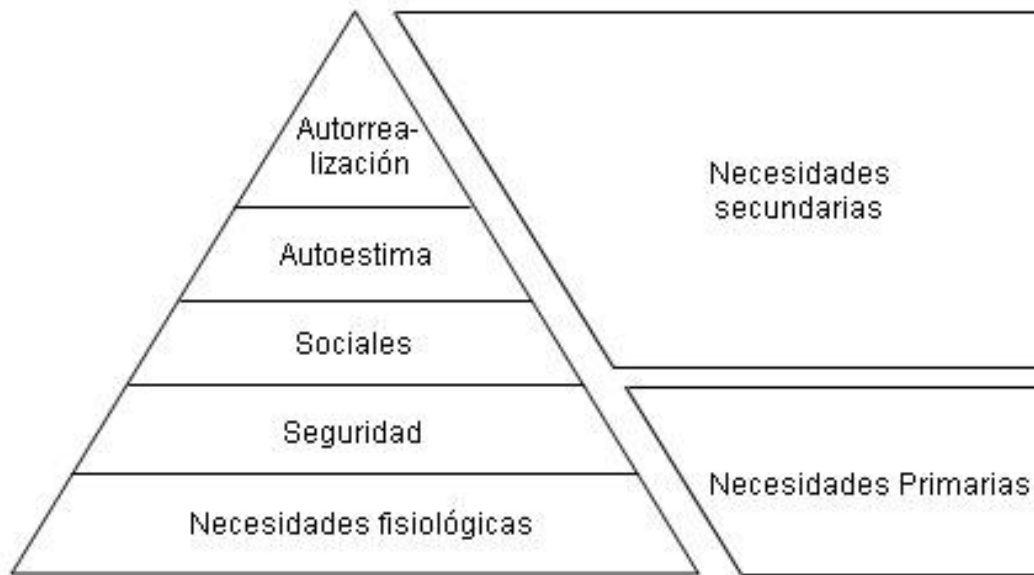 Autorrea-
lización
Autoestima
Sociales
Seguridad
Necesidades fisiológicas
Necesidades
secundarias
Necesidades Primarias